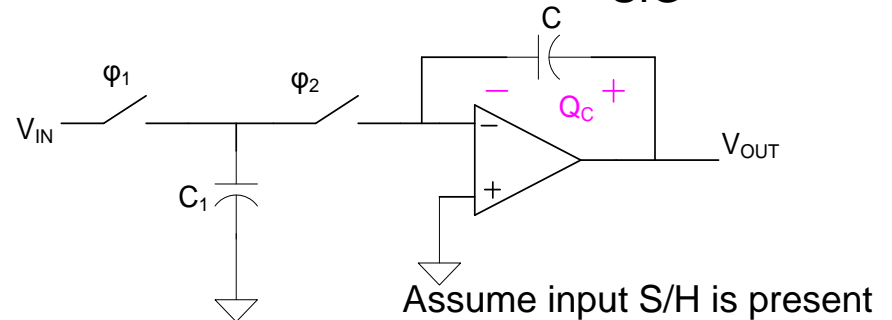 C
φ1
φ2
− +
QC
VIN
−
VOUT
+
C1
Assume input S/H is present